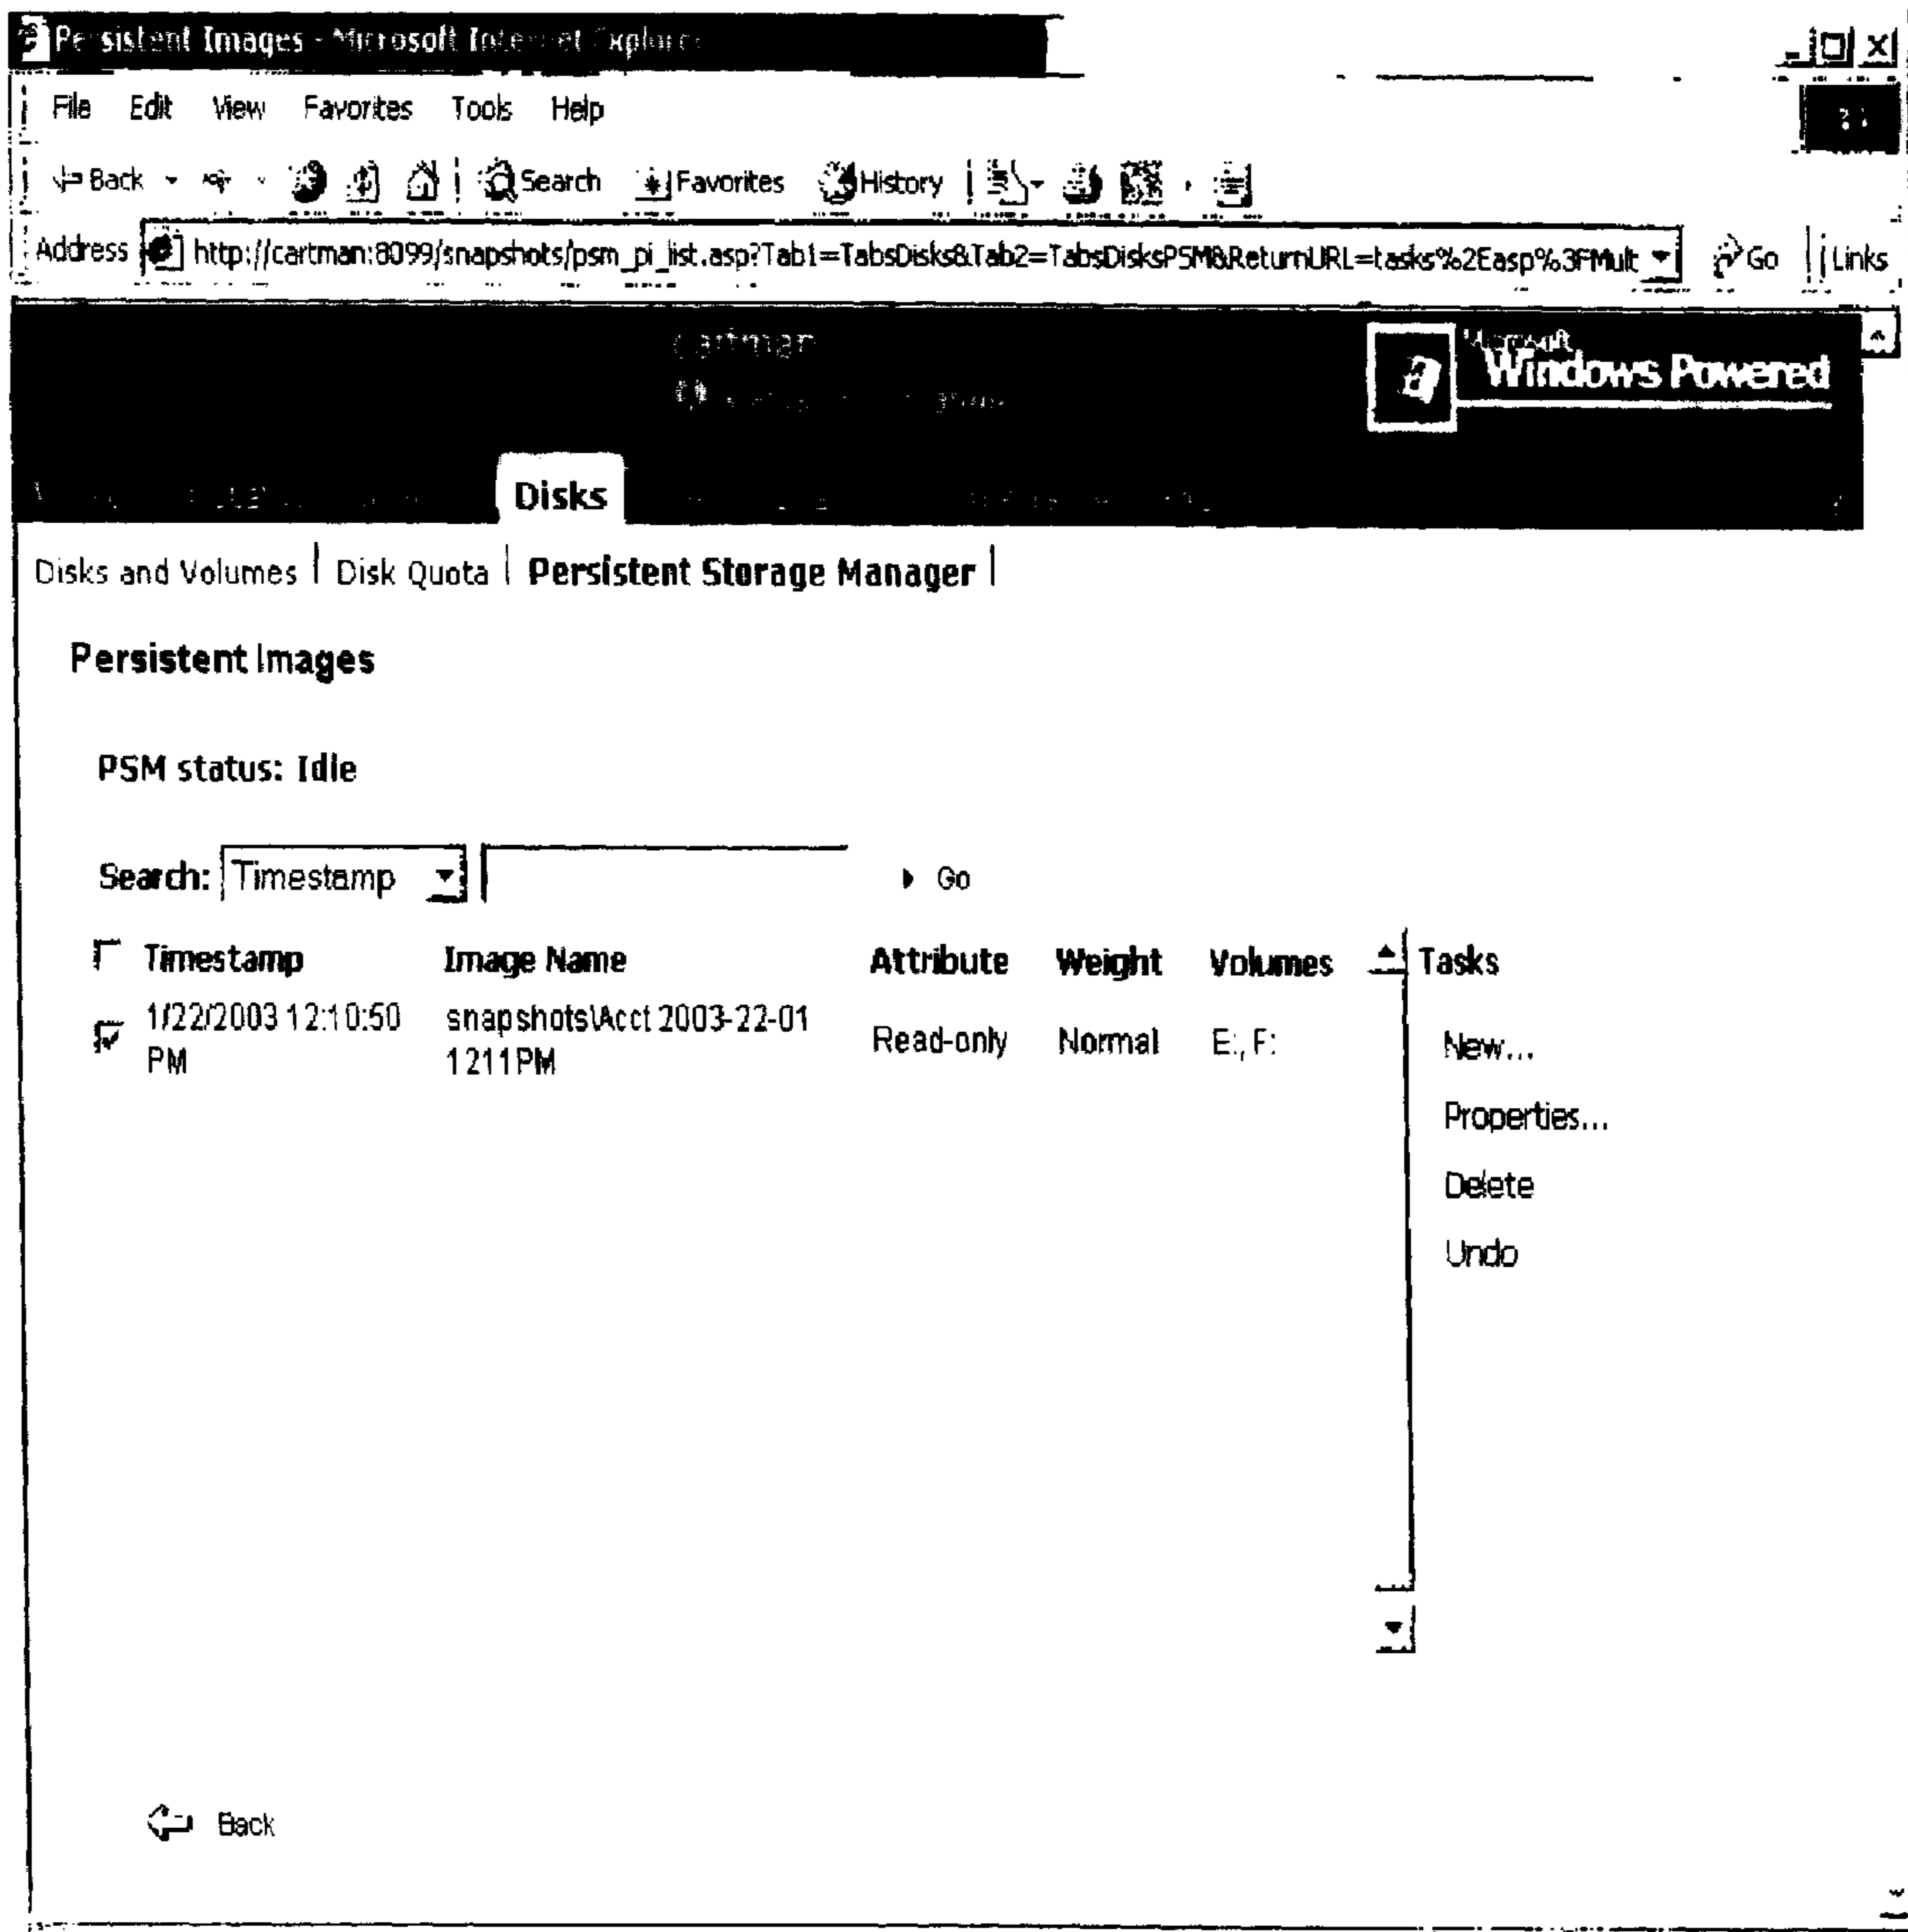 Persistent Images - Microsoft Internet Explorer
File Edit View Favorites Tools Help
Back Search Favorites History
Address http://cartman:8099/snapshots/psm_pi_list.asp?Tab1=TabsDisks&Tab2=TabsDisksPSM&ReturnURL=tasks%2Easp%3FMult Go Links
cartman
Microsoft
Windows Powered
Disks
Disks and Volumes | Disk Quota | Persistent Storage Manager |
Persistent Images
PSM status: Idle
Search: Timestamp Go
Timestamp Image Name Attribute Weight Volumes Tasks
1/22/2003 12:10:50 PM snapshots\Acct 2003-22-01 1211PM Read-only Normal E:, F:
New...
Properties...
Delete
Undo
Back